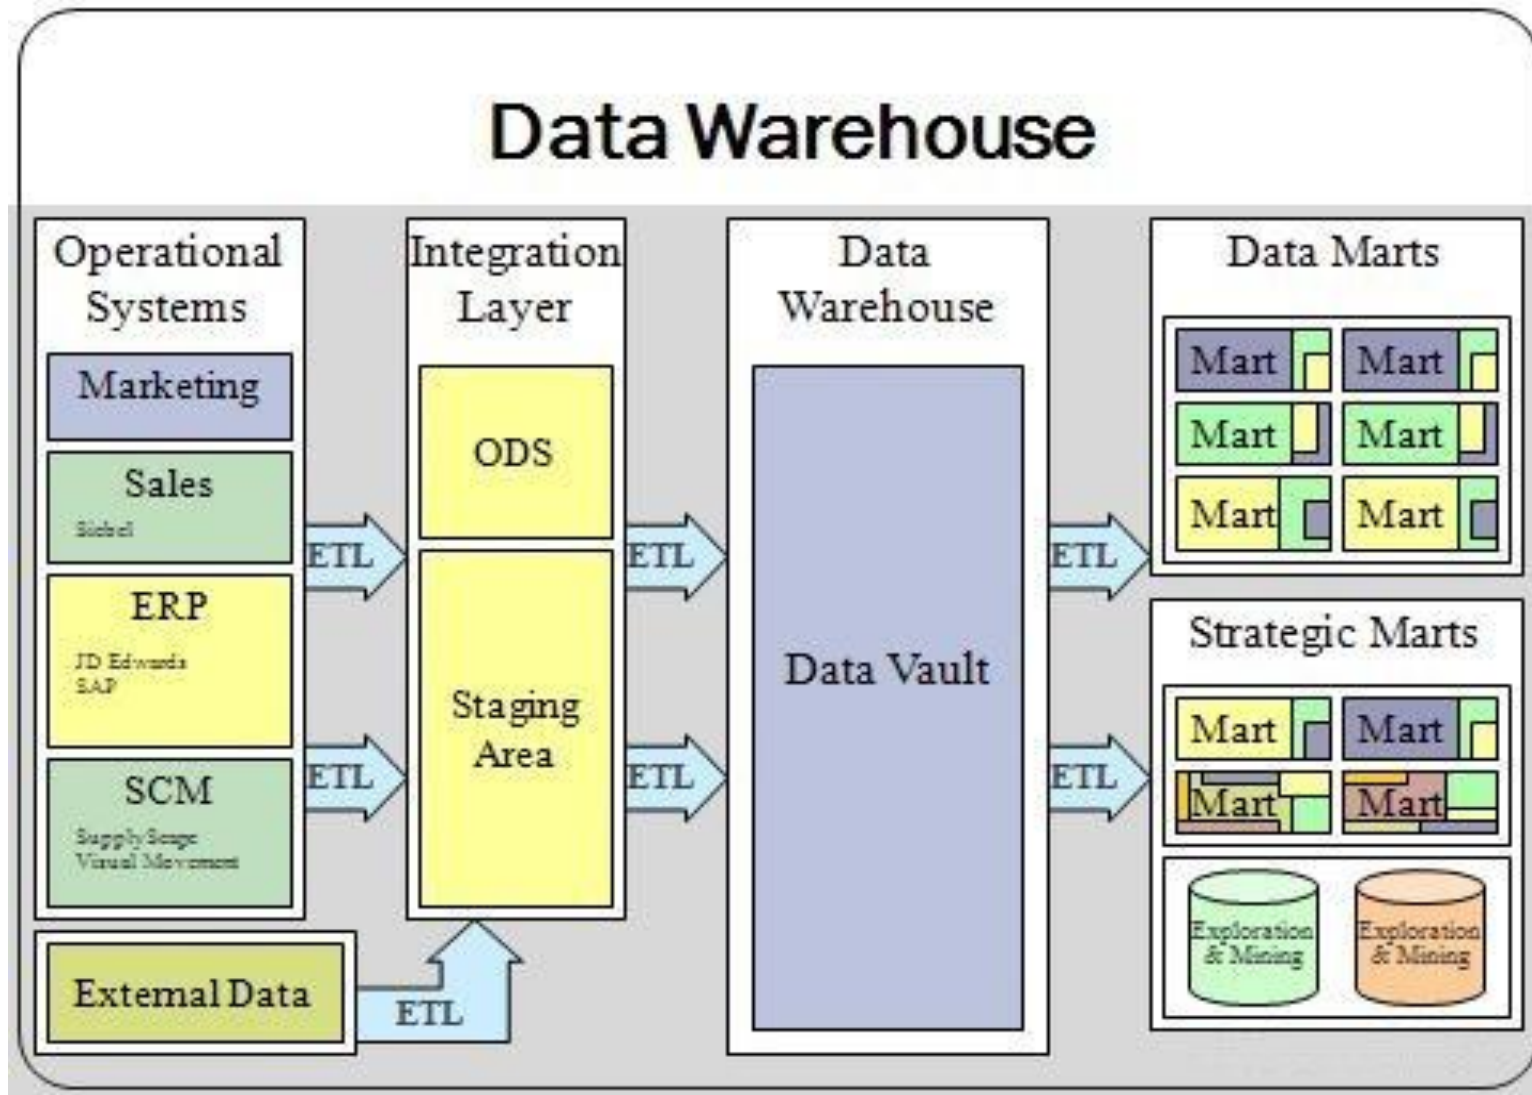 Data Warehouse
Operational
Systems
Marketing
Sales
Siebel
ERP
JD Edwards
SAP
SCM
SupplyScape
Visual Movement
External Data
ETL
ETL
ETL
Integration
Layer
ODS
Staging
Area
ETL
ETL
Data
Warehouse
Data Vault
ETL
ETL
Data Marts
Mart Mart
Mart Mart
Mart Mart
Strategic Marts
Mart Mart
Mart Mart
Exploration
& Mining
Exploration
& Mining